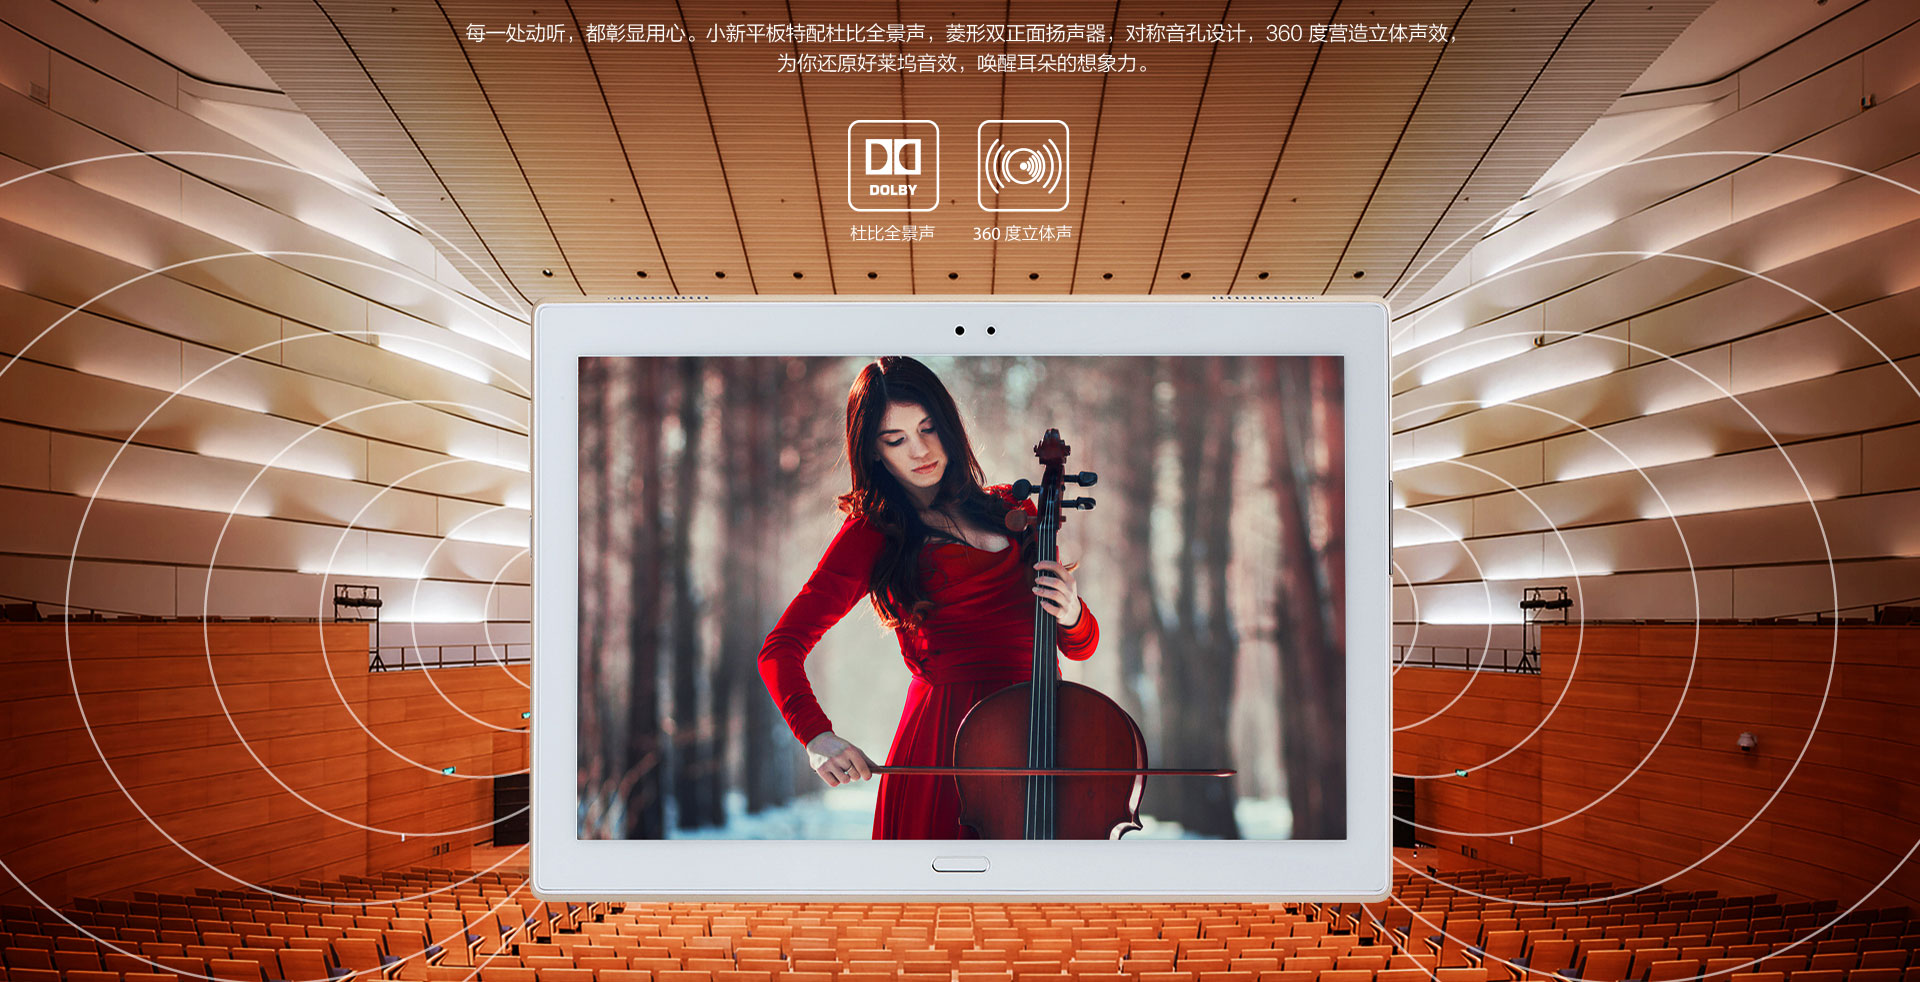 每一处动听，都彰显用心。小新平板特配杜比全景声，菱形双正面扬声器，对称音孔设计，360 度营造立体声效，
为你还原好莱坞音效，唤醒耳朵的想象力。
DOLBY
杜比全景声
360 度立体声